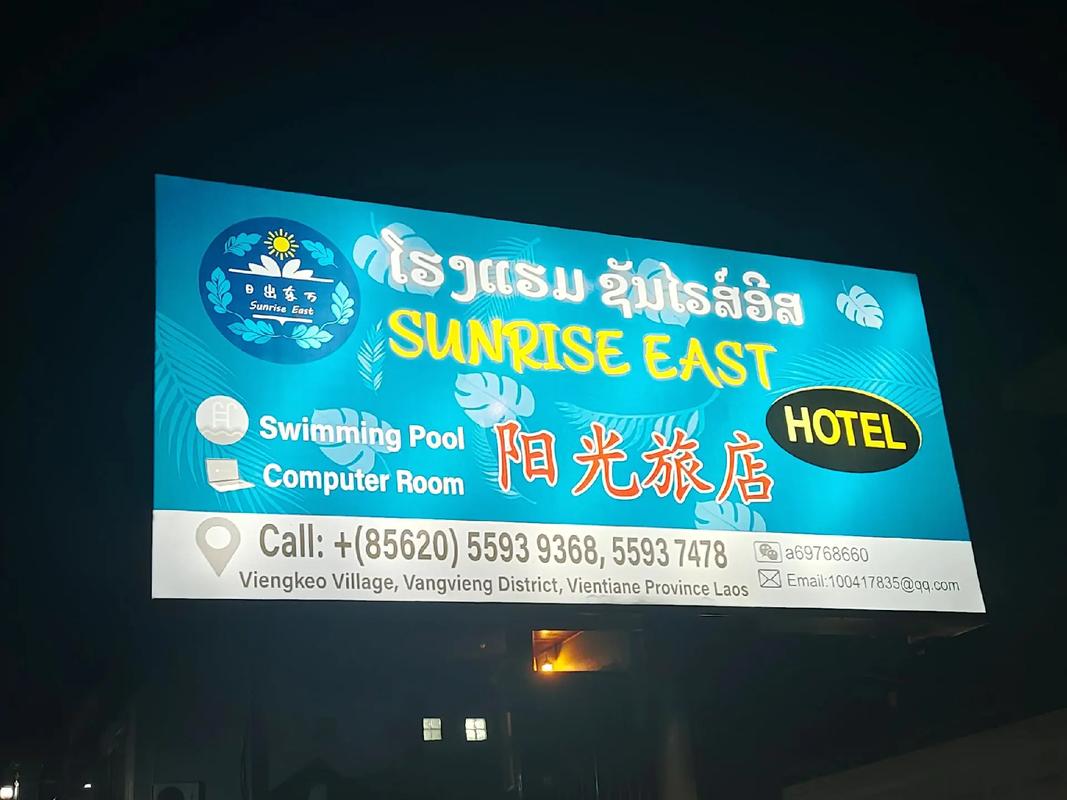 日出东方
Sunrise East
ໂຮງແຮມ ຊັນໄຣສ໌ອີສ
SUNRISE EAST
HOTEL
Swimming Pool
Computer Room
阳光旅店
Call: +(85620) 5593 9368, 5593 7478
Viengkeo Village, Vangvieng District, Vientiane Province Laos
a69768660
Email:100417835@qq.com